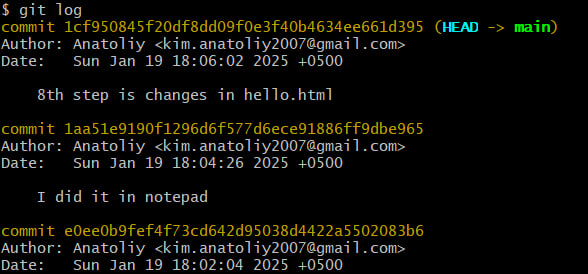 $ git log
commit 1cf950845f20df8dd09f0e3f40b4634ee661d395 (HEAD -> main)
Author: Anatoliy <kim.anatoliy2007@gmail.com>
Date:   Sun Jan 19 18:06:02 2025 +0500
    8th step is changes in hello.html
commit 1aa51e9190f1296d6f577d6ece91886ff9dbe965
Author: Anatoliy <kim.anatoliy2007@gmail.com>
Date:   Sun Jan 19 18:04:26 2025 +0500
    I did it in notepad
commit e0ee0b9fef4f73cd642d95038d4422a5502083b6
Author: Anatoliy <kim.anatoliy2007@gmail.com>
Date:   Sun Jan 19 18:02:04 2025 +0500